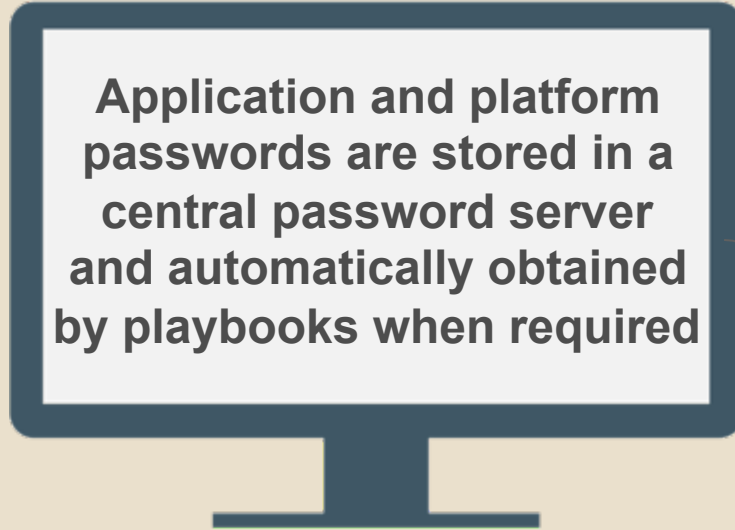 Application and platform
passwords are stored in a
central password server
and automatically obtained
by playbooks when required